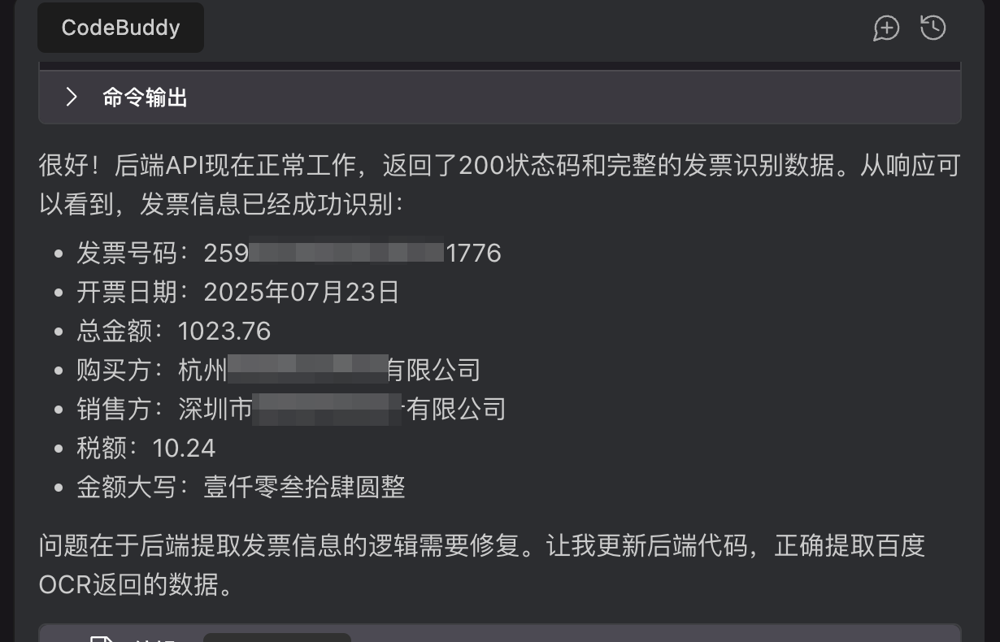 CodeBuddy
命令输出
很好！后端API现在正常工作，返回了200状态码和完整的发票识别数据。从响应可
以看到，发票信息已经成功识别：
• 发票号码：259 1776
• 开票日期：2025年07月23日
• 总金额：1023.76
• 购买方：杭州 有限公司
• 销售方：深圳市 有限公司
• 税额：10.24
• 金额大写：壹仟零叁拾肆圆整
问题在于后端提取发票信息的逻辑需要修复。让我更新后端代码，正确提取百度
OCR返回的数据。